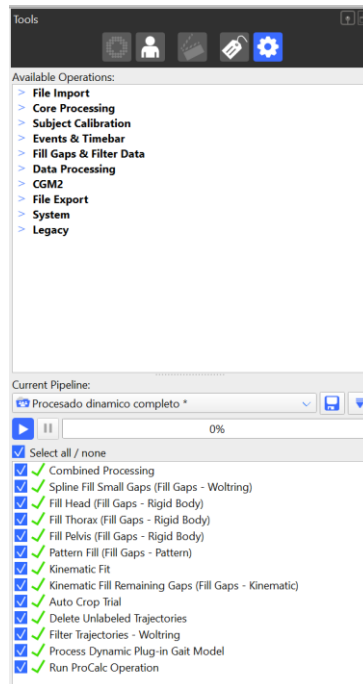 Tools
Available Operations:
> File Import
> Core Processing
> Subject Calibration
> Events & Timebar
> Fill Gaps & Filter Data
> Data Processing
> CGM2
> File Export
> System
> Legacy
Current Pipeline:
Procesado dinamico completo *
0%
Select all / none
Combined Processing
Spline Fill Small Gaps (Fill Gaps - Woltring)
Fill Head (Fill Gaps - Rigid Body)
Fill Thorax (Fill Gaps - Rigid Body)
Fill Pelvis (Fill Gaps - Rigid Body)
Pattern Fill (Fill Gaps - Pattern)
Kinematic Fit
Kinematic Fill Remaining Gaps (Fill Gaps - Kinematic)
Auto Crop Trial
Delete Unlabeled Trajectories
Filter Trajectories - Woltring
Process Dynamic Plug-in Gait Model
Run ProCalc Operation